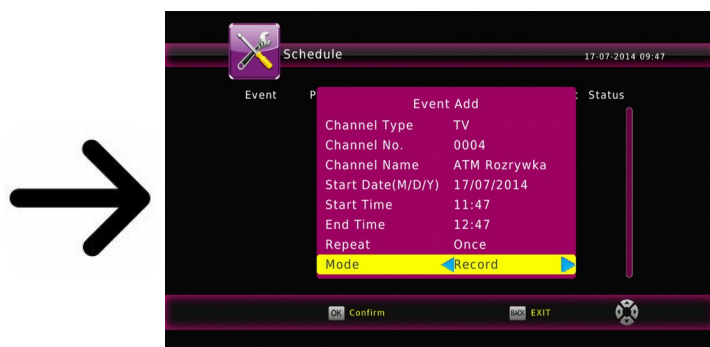 Schedule
17-07-2014 09:47
Event P : Status
Event Add
Channel Type TV
Channel No. 0004
Channel Name ATM Rozrywka
Start Date(M/D/Y) 17/07/2014
Start Time 11:47
End Time 12:47
Repeat Once
Mode Record
OK Confirm BACK EXIT